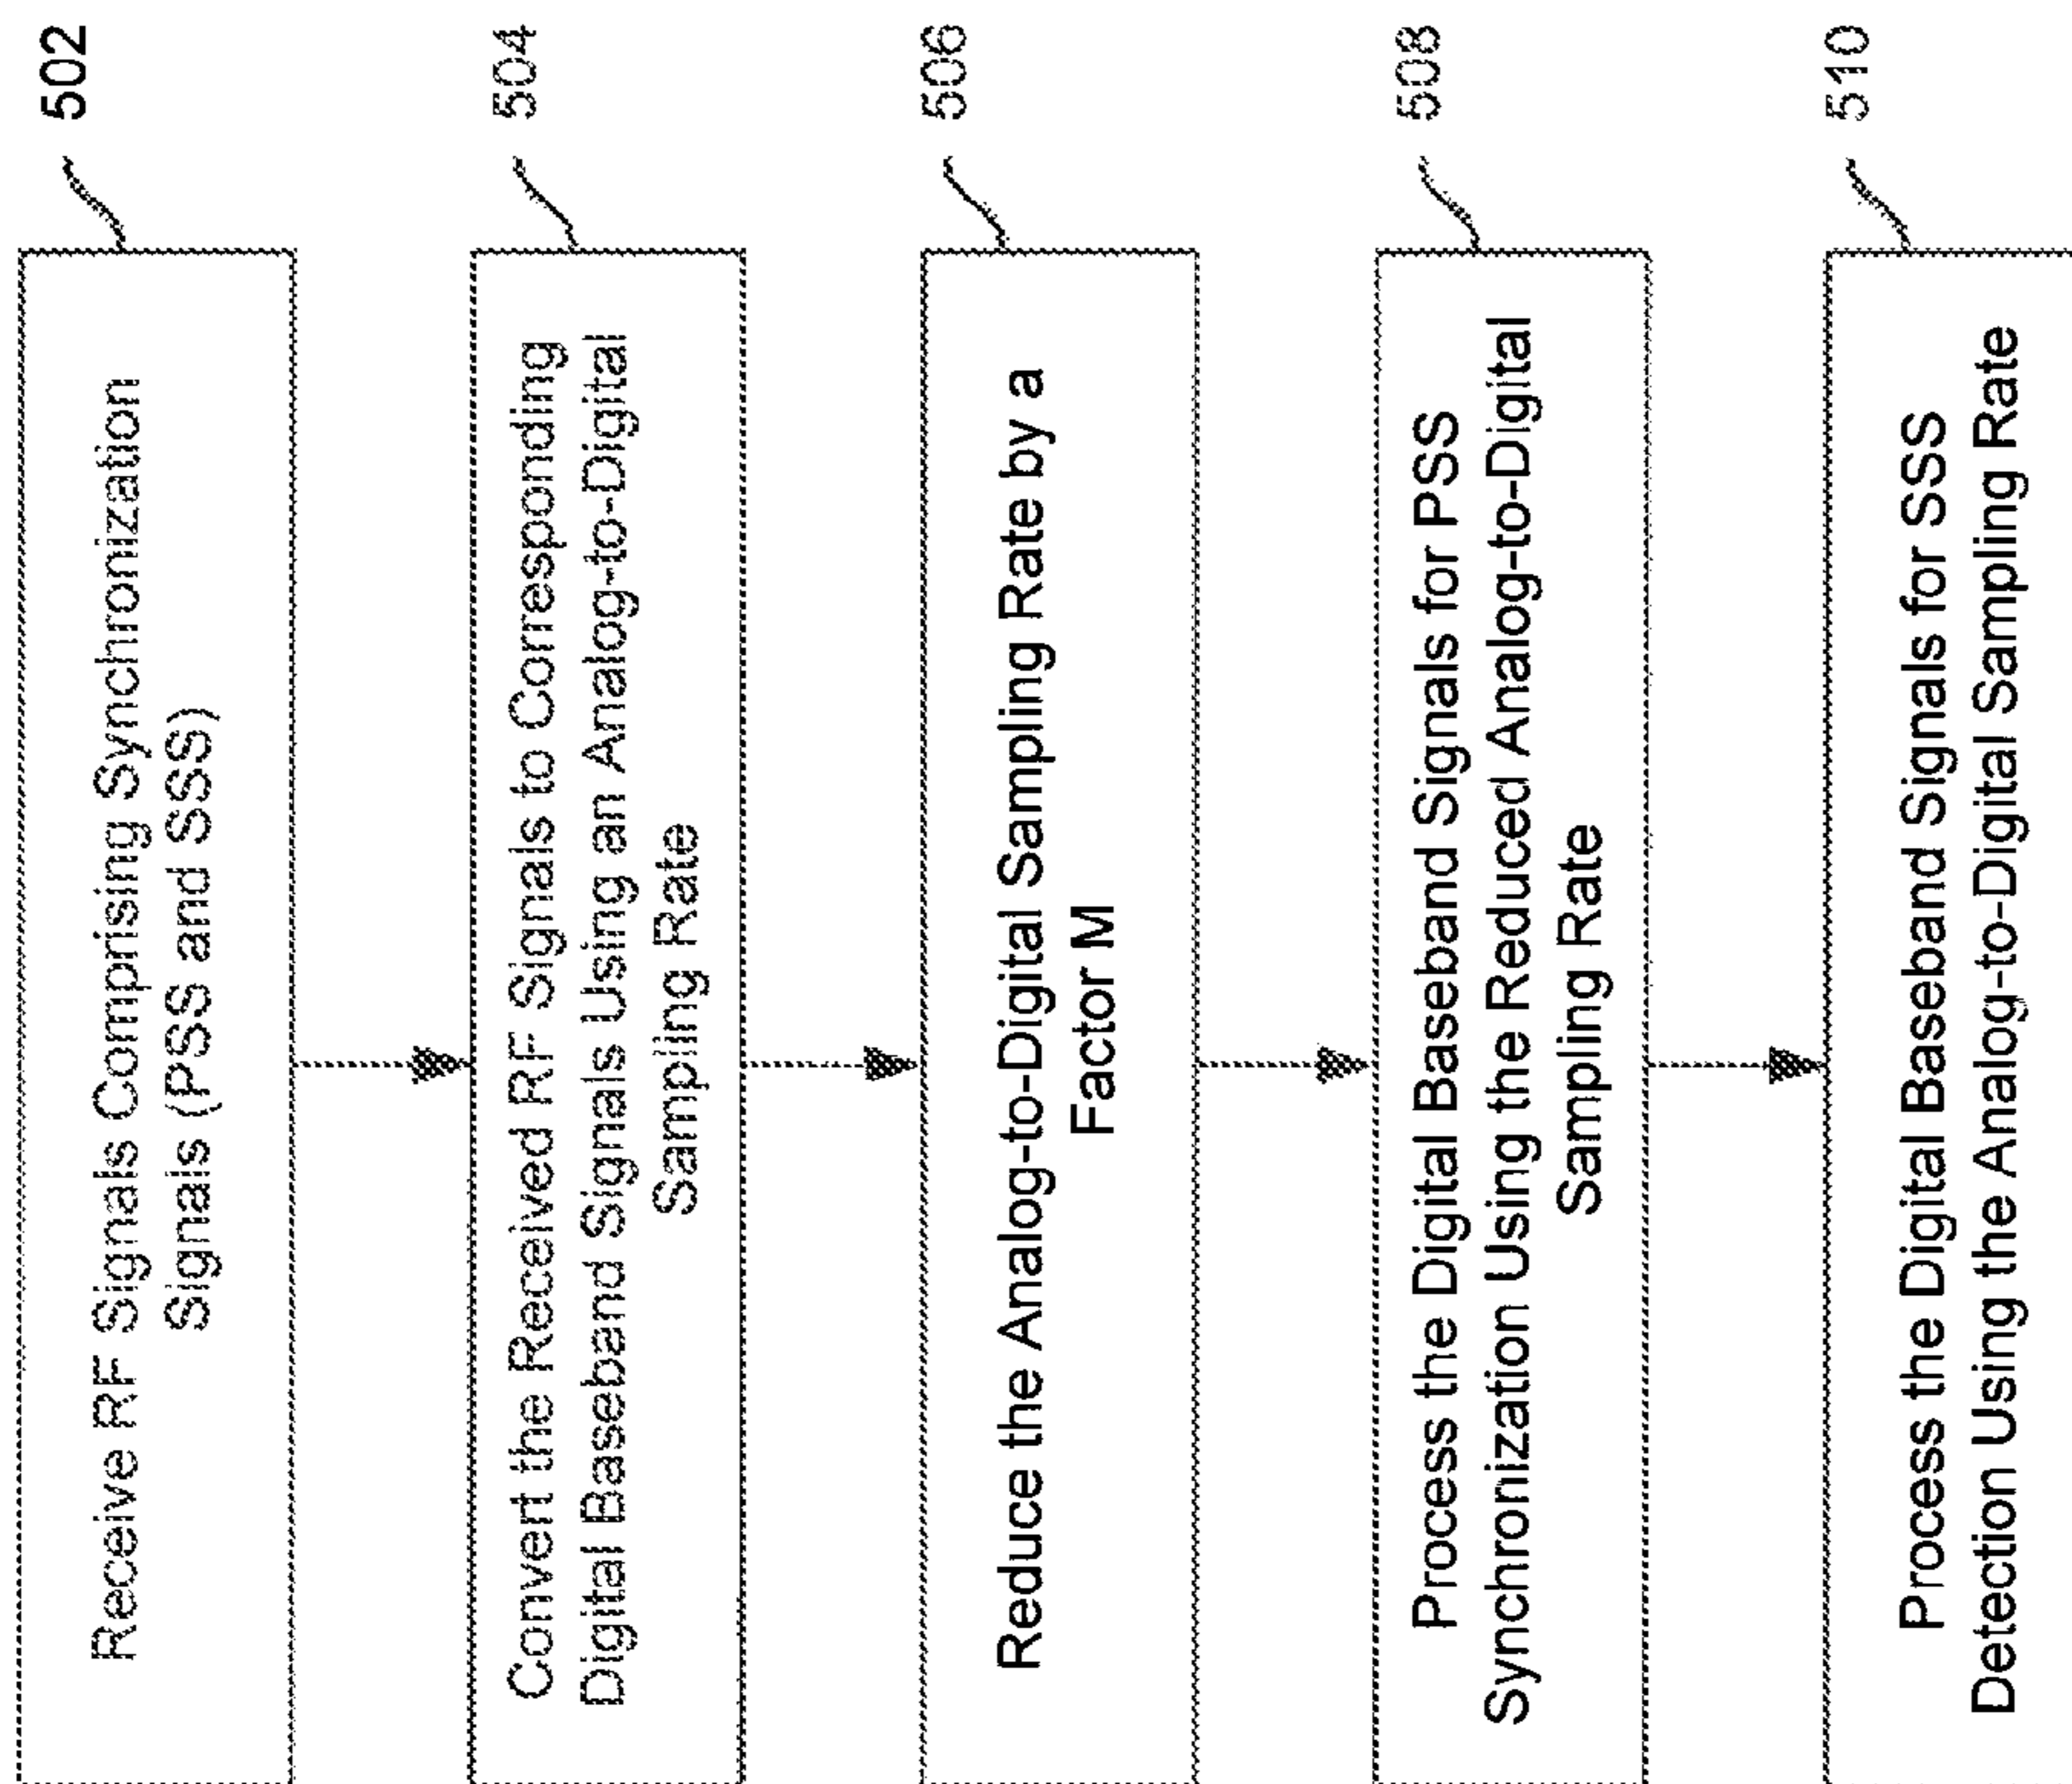 502
Receive RF Signals Comprising Synchronization
Signals (PSS and SSS)
504
Convert the Received RF Signals to Corresponding
Digital Baseband Signals Using an Analog-to-Digital
Sampling Rate
506
Reduce the Analog-to-Digital Sampling Rate by a
Factor M
508
Process the Digital Baseband Signals for PSS
Synchronization Using the Reduced Analog-to-Digital
Sampling Rate
510
Process the Digital Baseband Signals for SSS
Detection Using the Analog-to-Digital Sampling Rate